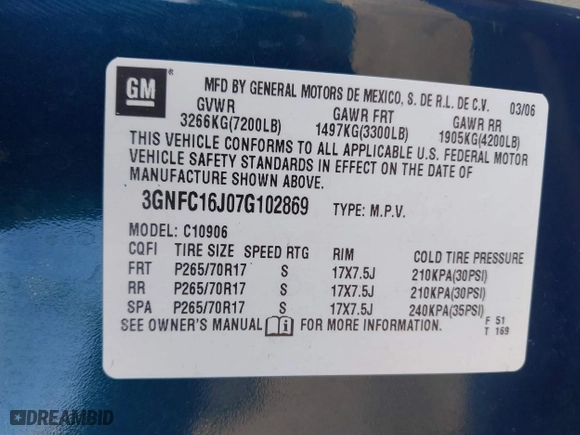 GM ®
MFD BY GENERAL MOTORS DE MEXICO, S. DE R.L. DE C.V. 03/06
GVWR GAWR FRT GAWR RR
3266KG(7200LB) 1497KG(3300LB) 1905KG(4200LB)
THIS VEHICLE CONFORMS TO ALL APPLICABLE U.S. FEDERAL MOTOR
VEHICLE SAFETY STANDARDS IN EFFECT ON THE DATE OF
MANUFACTURE SHOWN ABOVE.
3GNFC16J07G102869 TYPE: M.P.V.
MODEL: C10906
CQFI TIRE SIZE SPEED RTG RIM COLD TIRE PRESSURE
FRT P265/70R17 S 17X7.5J 210KPA(30PSI)
RR P265/70R17 S 17X7.5J 210KPA(30PSI)
SPA P265/70R17 S 17X7.5J 240KPA(35PSI)
SEE OWNER'S MANUAL i FOR MORE INFORMATION.
F 51
T 169
DREAMBID